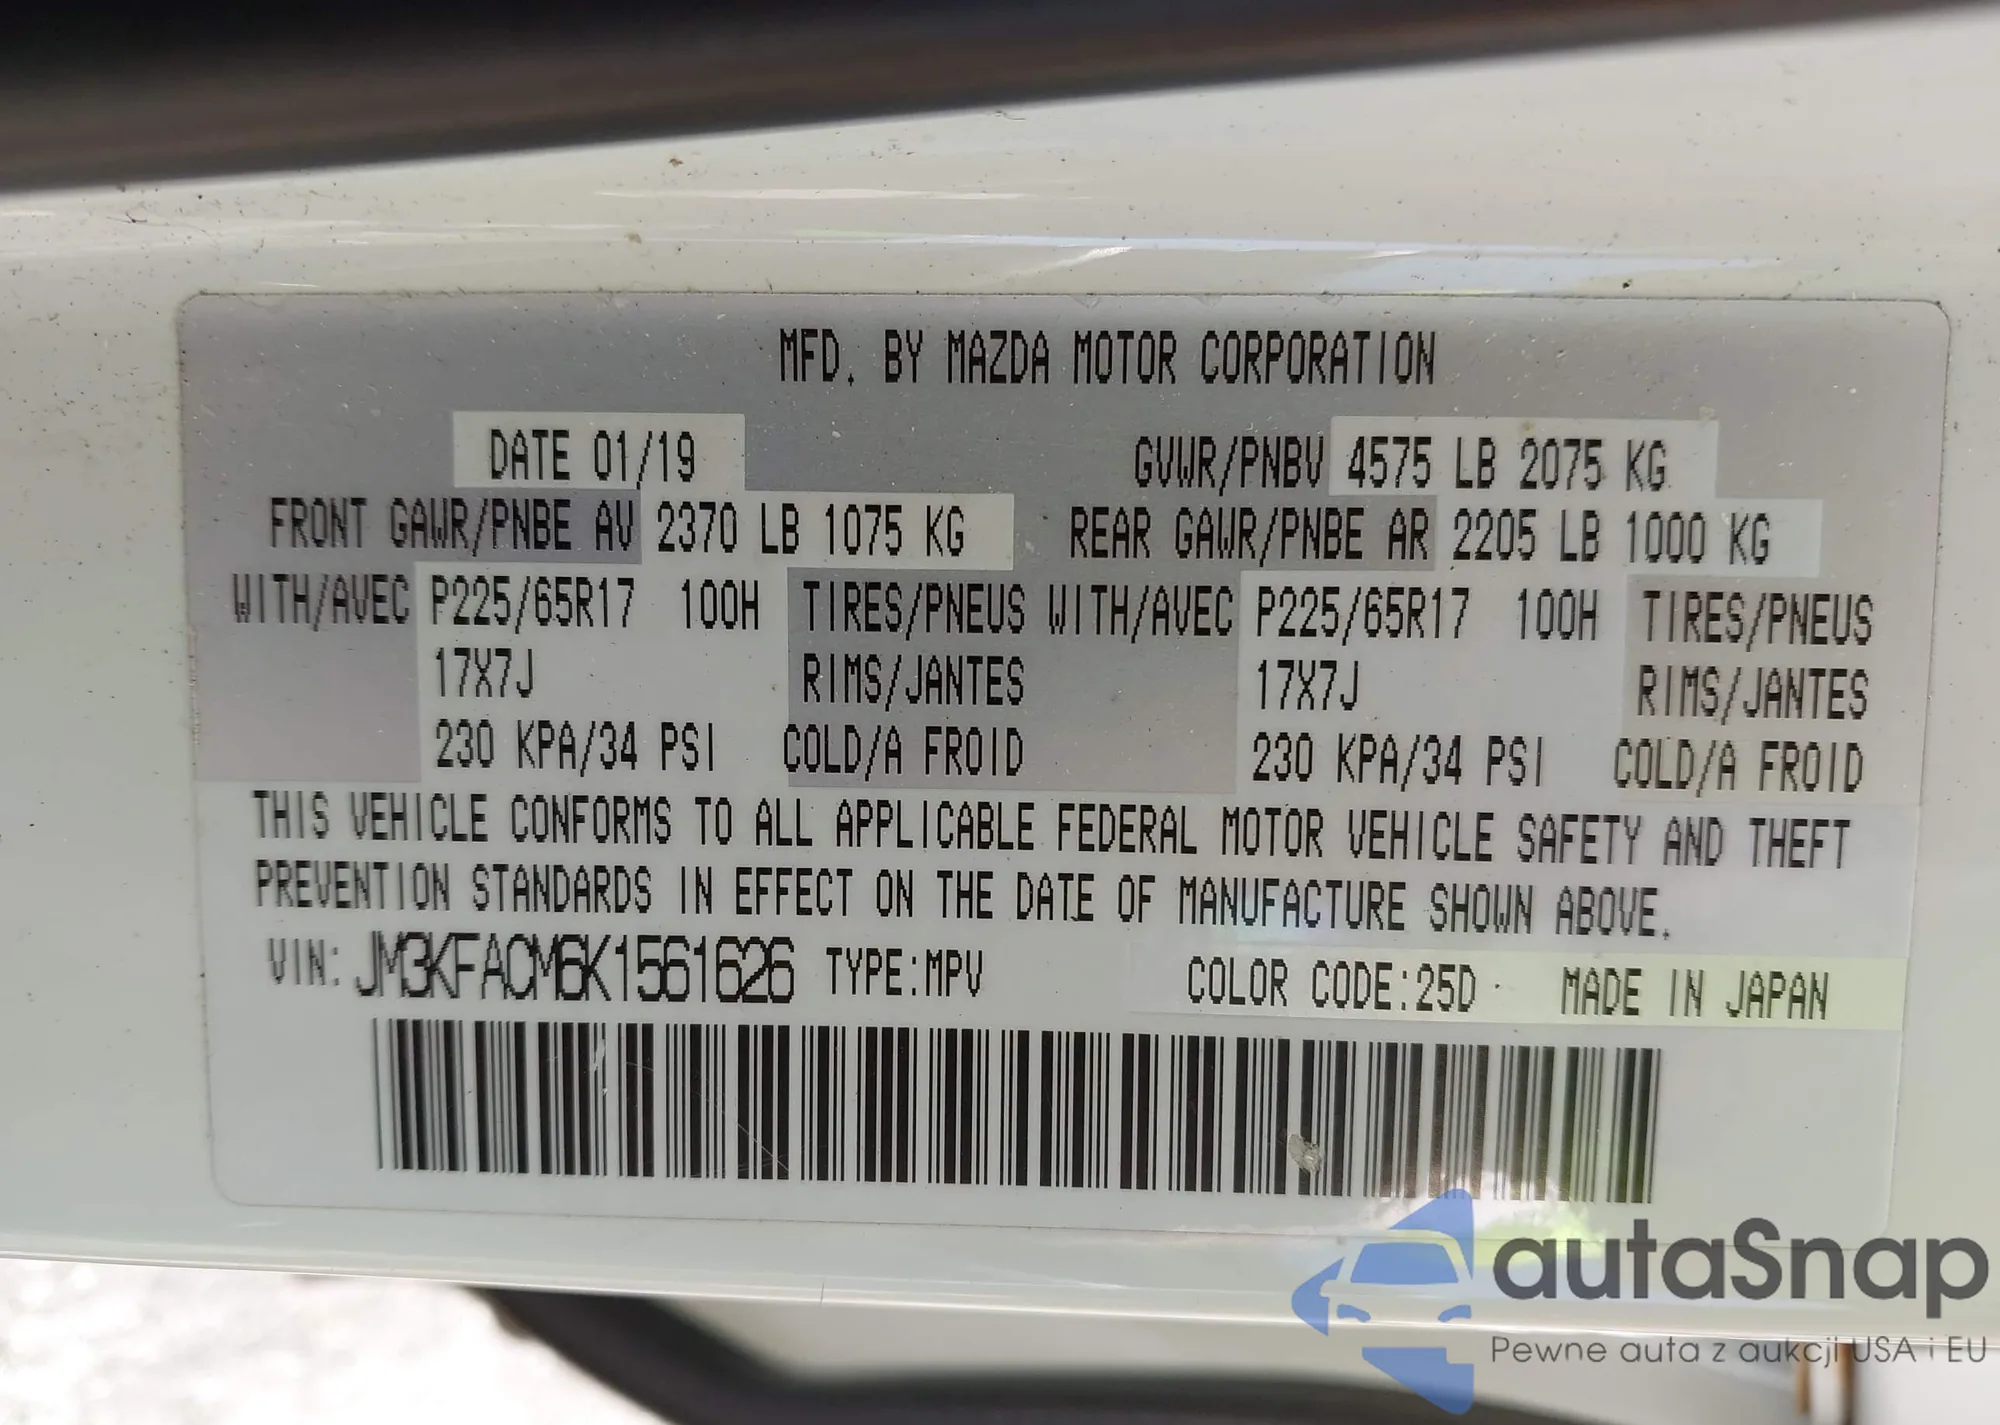 MFD. BY MAZDA MOTOR CORPORATION
DATE 01/19 GVWR/PNBV 4575 LB 2075 KG
FRONT GAWR/PNBE AV 2370 LB 1075 KG REAR GAWR/PNBE AR 2205 LB 1000 KG
WITH/AVEC P225/65R17 100H TIRES/PNEUS WITH/AVEC P225/65R17 100H TIRES/PNEUS
17X7J RIMS/JANTES 17X7J RIMS/JANTES
230 KPA/34 PSI COLD/A FROID 230 KPA/34 PSI COLD/A FROID
THIS VEHICLE CONFORMS TO ALL APPLICABLE FEDERAL MOTOR VEHICLE SAFETY AND THEFT
PREVENTION STANDARDS IN EFFECT ON THE DATE OF MANUFACTURE SHOWN ABOVE.
VIN: JM3KFACM6K1561626 TYPE:MPV COLOR CODE:25D MADE IN JAPAN
autaSnap
Pewne auta z aukcji USA i EU